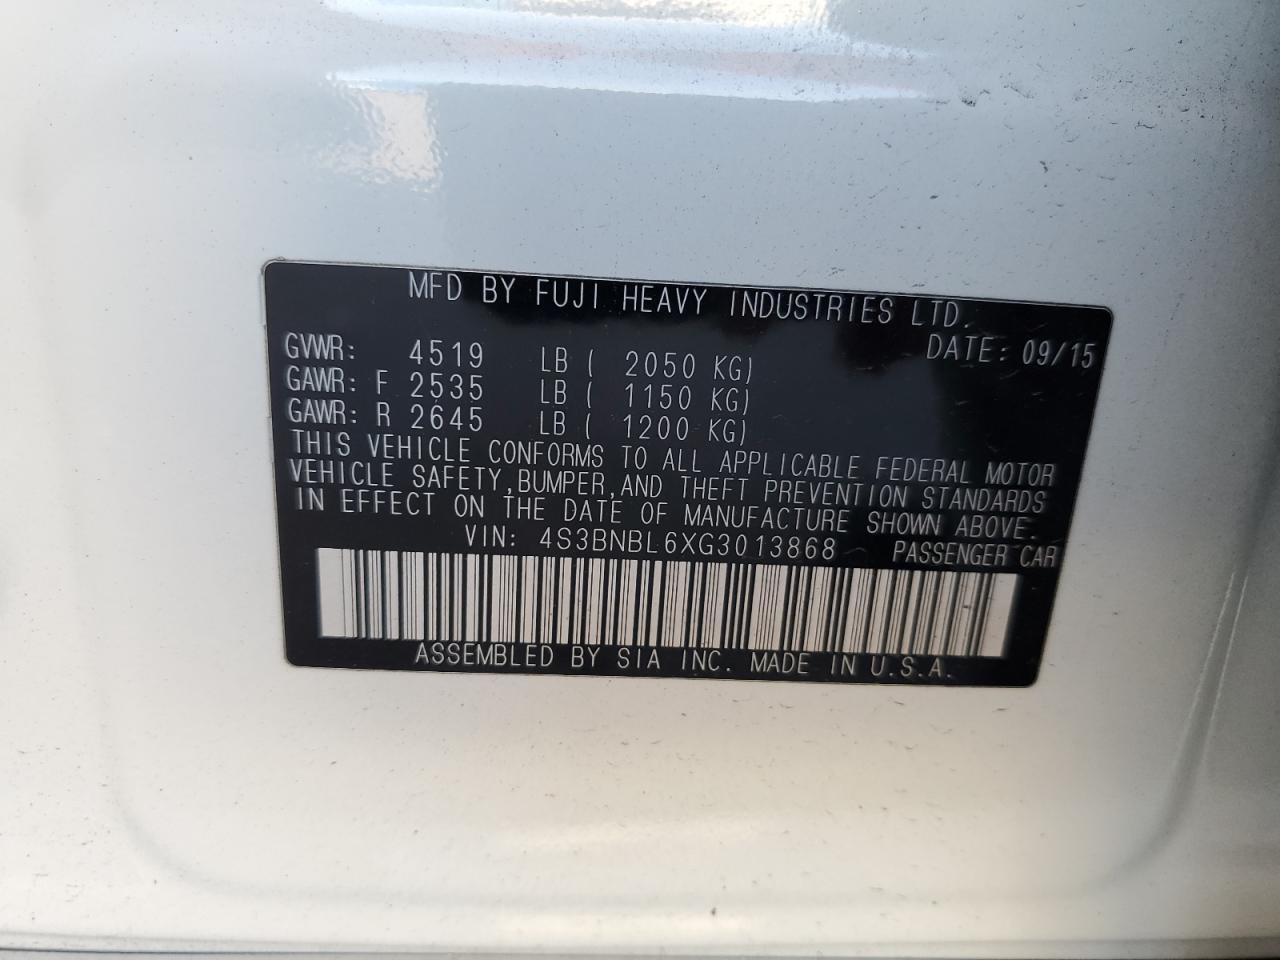 MFD BY FUJI HEAVY INDUSTRIES LTD.
DATE: 09/15
GVWR: 4519 LB ( 2050 KG)
GAWR: F 2535 LB ( 1150 KG)
GAWR: R 2645 LB ( 1200 KG)
THIS VEHICLE CONFORMS TO ALL APPLICABLE FEDERAL MOTOR
VEHICLE SAFETY,BUMPER,AND THEFT PREVENTION STANDARDS
IN EFFECT ON THE DATE OF MANUFACTURE SHOWN ABOVE.
VIN: 4S3BNBL6XG3013868 PASSENGER CAR
ASSEMBLED BY SIA INC. MADE IN U.S.A.